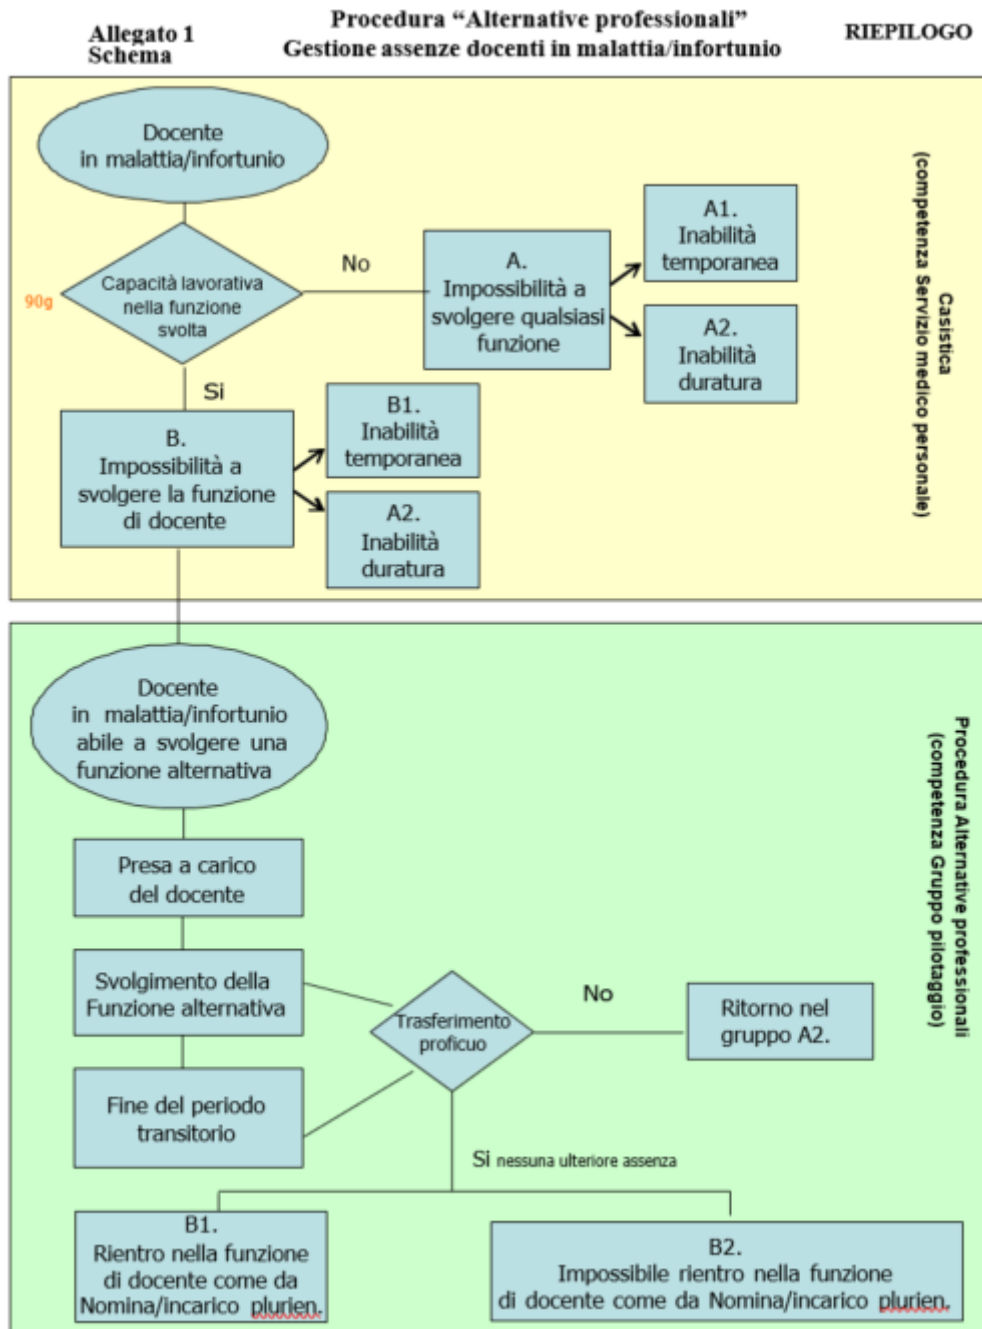 Allegato 1
Schema
Procedura “Alternative professionali”
Gestione assenze docenti in malattia/infortunio
RIEPILOGO
Docente
in malattia/infortunio
90g
Capacità lavorativa
nella funzione
svolta
No
A.
Impossibilità a
svolgere qualsiasi
funzione
A1.
Inabilità
temporanea
A2.
Inabilità
duratura
Si
B.
Impossibilità a
svolgere la funzione
di docente
B1.
Inabilità
temporanea
A2.
Inabilità
duratura
Casistica
(competenza Servizio medico personale)
Docente
in malattia/infortunio
abile a svolgere una
funzione alternativa
Presa a carico
del docente
Svolgimento della
Funzione alternativa
Fine del periodo
transitorio
Trasferimento
proficuo
No
Ritorno nel
gruppo A2.
Si nessuna ulteriore assenza
B1.
Rientro nella funzione
di docente come da
Nomina/incarico plurien.
B2.
Impossibile rientro nella funzione
di docente come da Nomina/incarico plurien.
Procedura Alternative professionali
(competenza Gruppo pilotaggio)